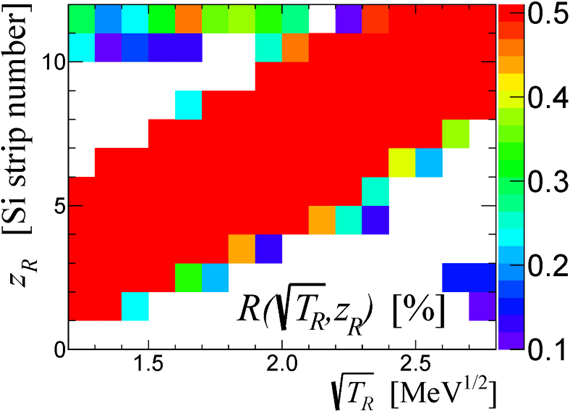 z_R [Si strip number]
10
5
0
1.5 2.0 2.5
√T_R [MeV^1/2]
R(√T_R,z_R) [%]
0.5
0.4
0.3
0.2
0.1